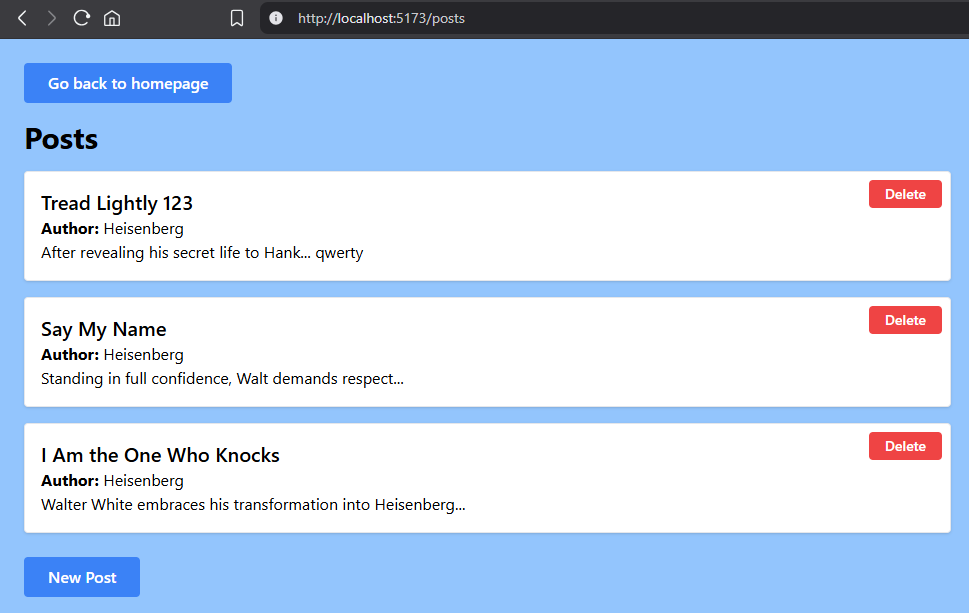 http://localhost:5173/posts
Go back to homepage
Posts
Tread Lightly 123
Delete
Author: Heisenberg
After revealing his secret life to Hank... qwerty
Say My Name
Delete
Author: Heisenberg
Standing in full confidence, Walt demands respect...
I Am the One Who Knocks
Delete
Author: Heisenberg
Walter White embraces his transformation into Heisenberg...
New Post